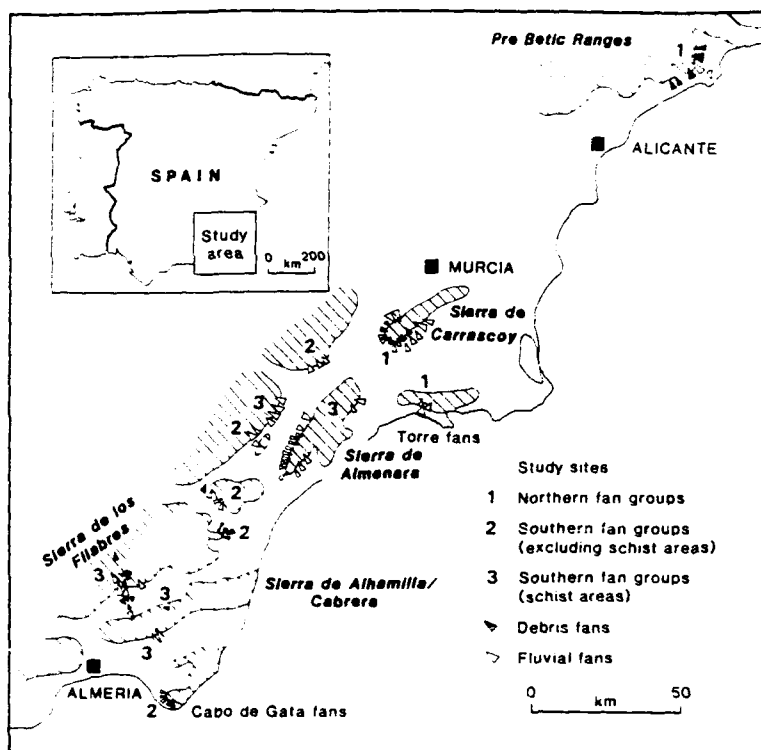 Pre Betic Ranges
1
ALICANTE
SPAIN
Study
area
0 km 200
MURCIA
Sierra de
Carrascoy
2
1
1
3
3
2
Torre fans
Sierra de
Almenara
2
2
Sierra de los
Filabres
3
3
3
Sierra de Alhamilla/
Cabrera
ALMERIA
2
Cabo de Gata fans
Study sites
1 Northern fan groups
2 Southern fan groups
(excluding schist areas)
3 Southern fan groups
(schist areas)
Debris fans
Fluvial fans
0 50
km